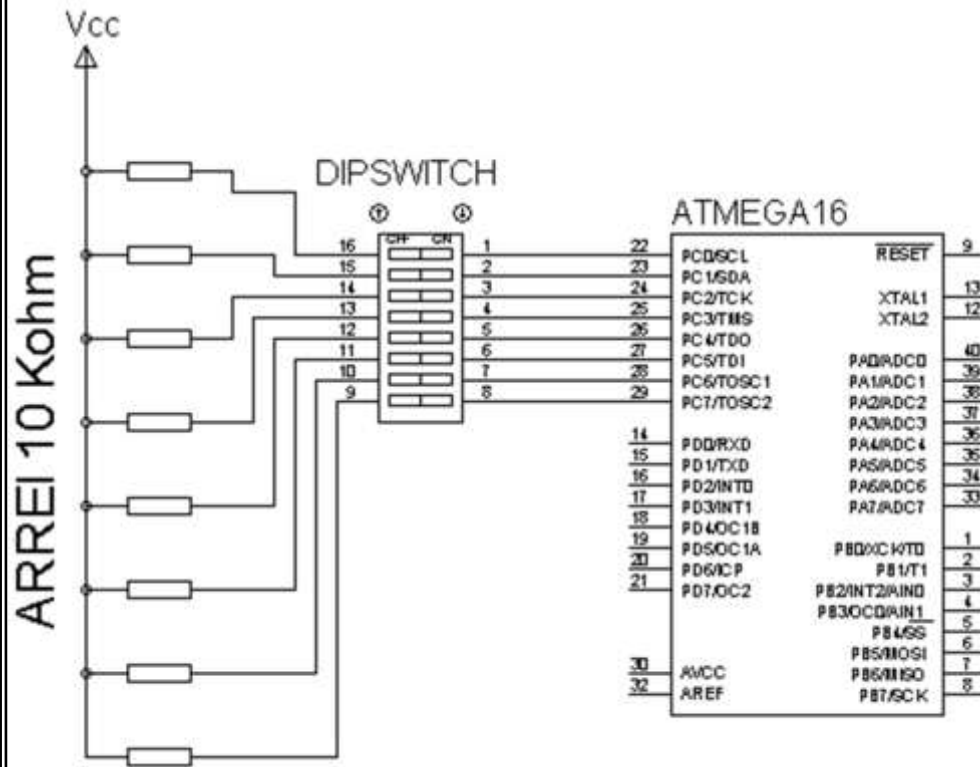 Vcc
ARREI 10 Kohm
DIPSWITCH
OFF ON
16 1
15 2
14 3
13 4
12 5
11 6
10 7
9 8
ATMEGA16
22 PC0/SCL
23 PC1/SDA
24 PC2/TCK
25 PC3/TMS
26 PC4/TDO
27 PC5/TDI
28 PC6/TOSC1
29 PC7/TOSC2
14 PD0/RXD
15 PD1/TXD
16 PD2/INT0
17 PD3/INT1
18 PD4/OC1B
19 PD5/OC1A
20 PD6/ICP
21 PD7/OC2
30 AVCC
32 AREF
RESET 9
XTAL1 13
XTAL2 12
PA0/ADC0 40
PA1/ADC1 39
PA2/ADC2 38
PA3/ADC3 37
PA4/ADC4 36
PA5/ADC5 35
PA6/ADC6 34
PA7/ADC7 33
PB0/XCK/T0 1
PB1/T1 2
PB2/INT2/AIN0 3
PB3/OC0/AIN1 4
PB4/SS 5
PB5/MOSI 6
PB6/MISO 7
PB7/SCK 8